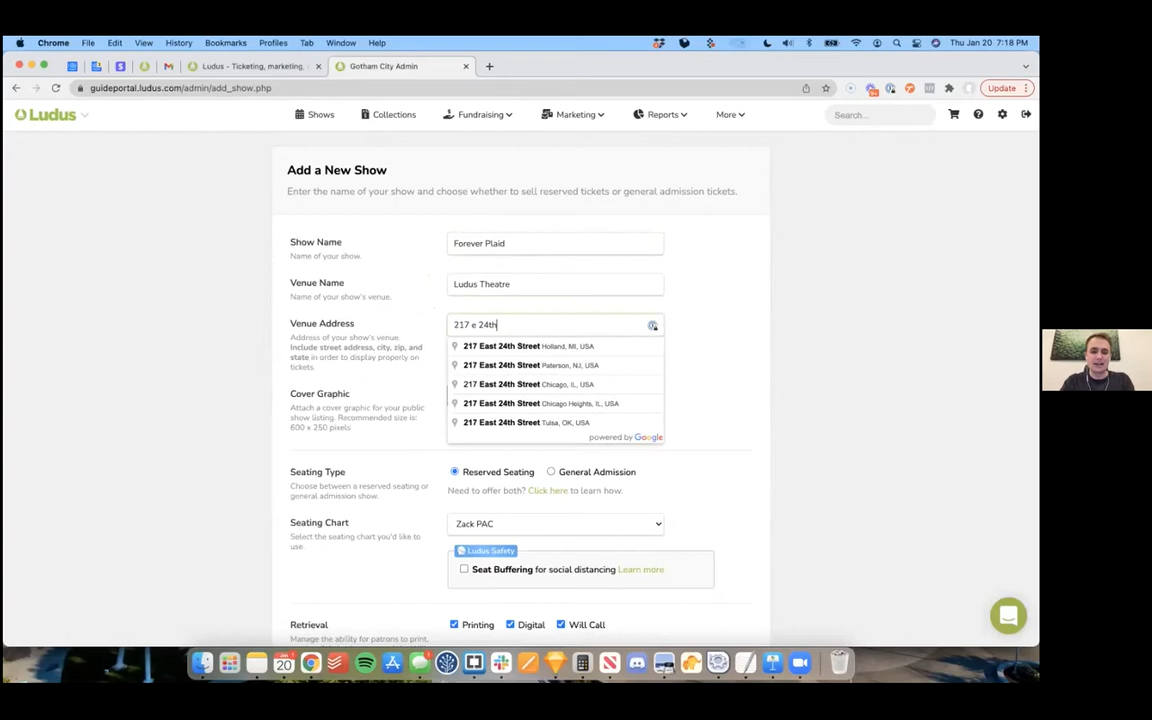 Chrome File Edit View History Bookmarks Profiles Tab Window Help Thu Jan 20 7:18 PM
Ludus - Ticketing, marketing, Gotham City Admin
guideportal.ludus.com/admin/add_show.php Update
Ludus Shows Collections Fundraising Marketing Reports More Search...
Add a New Show
Enter the name of your show and choose whether to sell reserved tickets or general admission tickets.
Show Name
Name of your show.
Forever Plaid
Venue Name
Name of your show's venue.
Ludus Theatre
Venue Address
Address of your show's venue.
Include street address, city, zip, and
state in order to display properly on
tickets.
217 e 24th
217 East 24th Street Holland, MI, USA
217 East 24th Street Paterson, NJ, USA
217 East 24th Street Chicago, IL, USA
217 East 24th Street Chicago Heights, IL, USA
217 East 24th Street Tulsa, OK, USA
powered by Google
Cover Graphic
Attach a cover graphic for your public
show listing. Recommended size is:
600 x 250 pixels
Seating Type
Choose between a reserved seating or
general admission show.
Reserved Seating General Admission
Need to offer both? Click here to learn how.
Seating Chart
Select the seating chart you'd like to
use.
Zack PAC
Ludus Safety
Seat Buffering for social distancing Learn more
Retrieval
Manage the ability for patrons to print,
Printing Digital Will Call
JAN
20